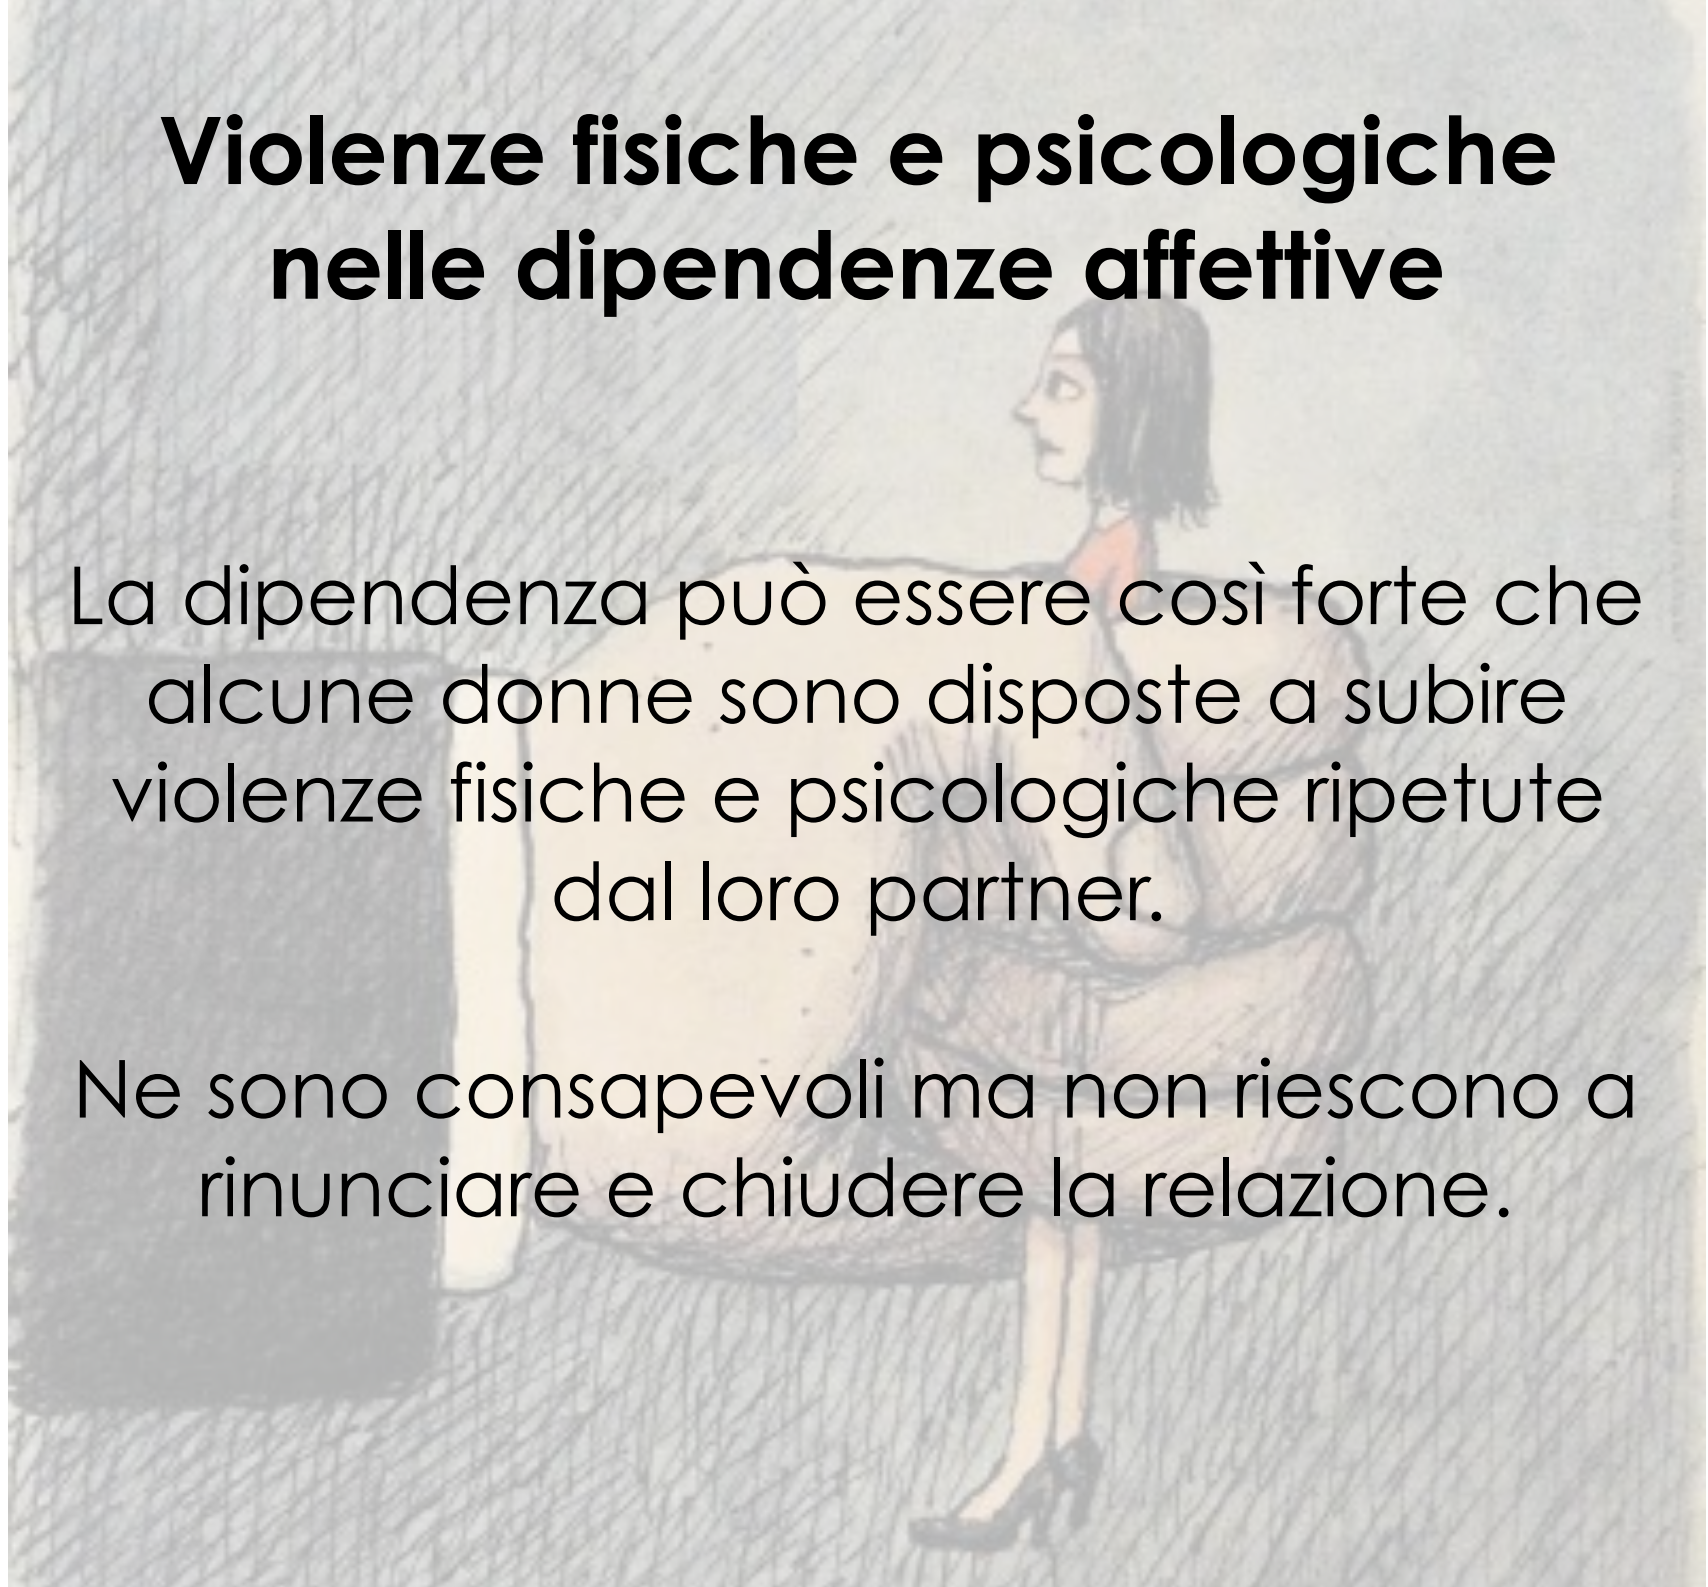 Violenze fisiche e psicologiche
nelle dipendenze affettive
La dipendenza può essere così forte che
alcune donne sono disposte a subire
violenze fisiche e psicologiche ripetute
dal loro partner.
Ne sono consapevoli ma non riescono a
rinunciare e chiudere la relazione.